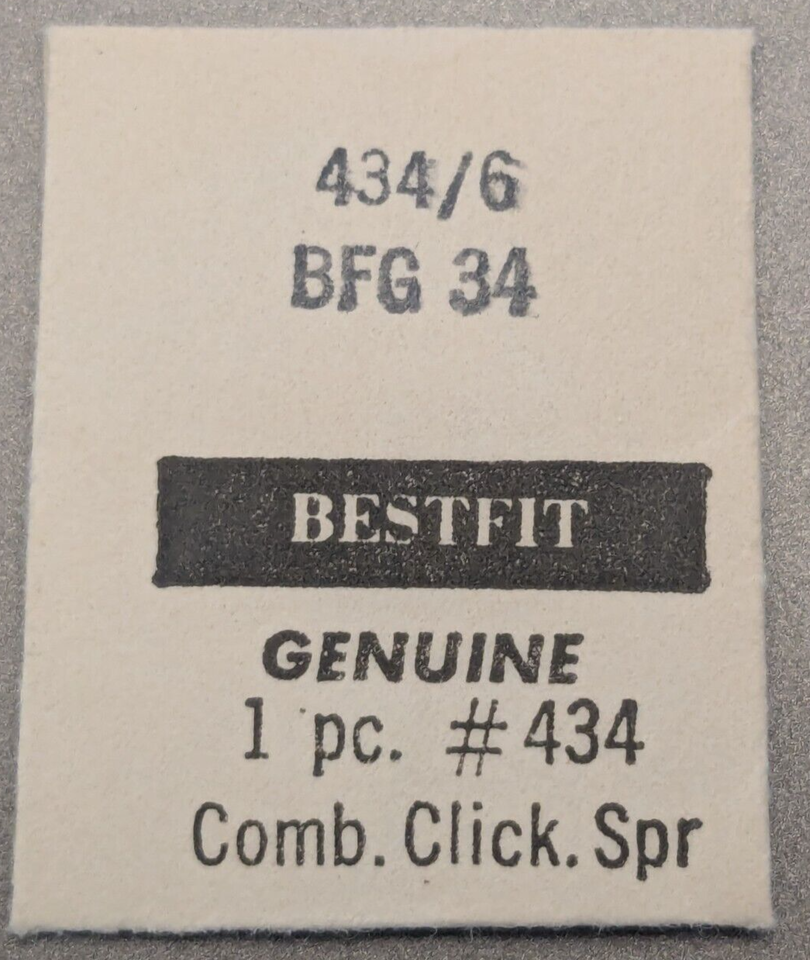 434/6
BFG 34
BESTFIT
GENUINE
1 pc. #434
Comb. Click. Spr